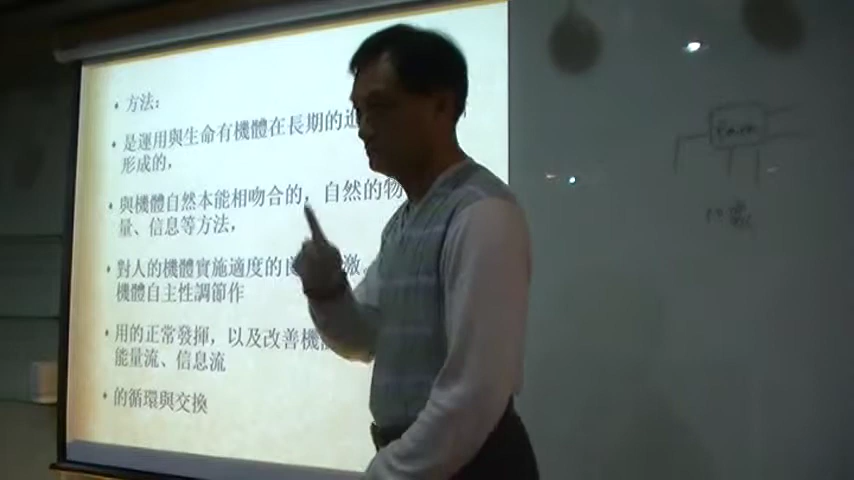 方法:
是運用與生命有機體在長期的進
形成的,
與機體自然本能相吻合的, 自然的物
量、信息等方法,
對人的機體實施適度的良 激。
機體自主性調節作
用的正常發揮, 以及改善機體
能量流、信息流
的循環與交換